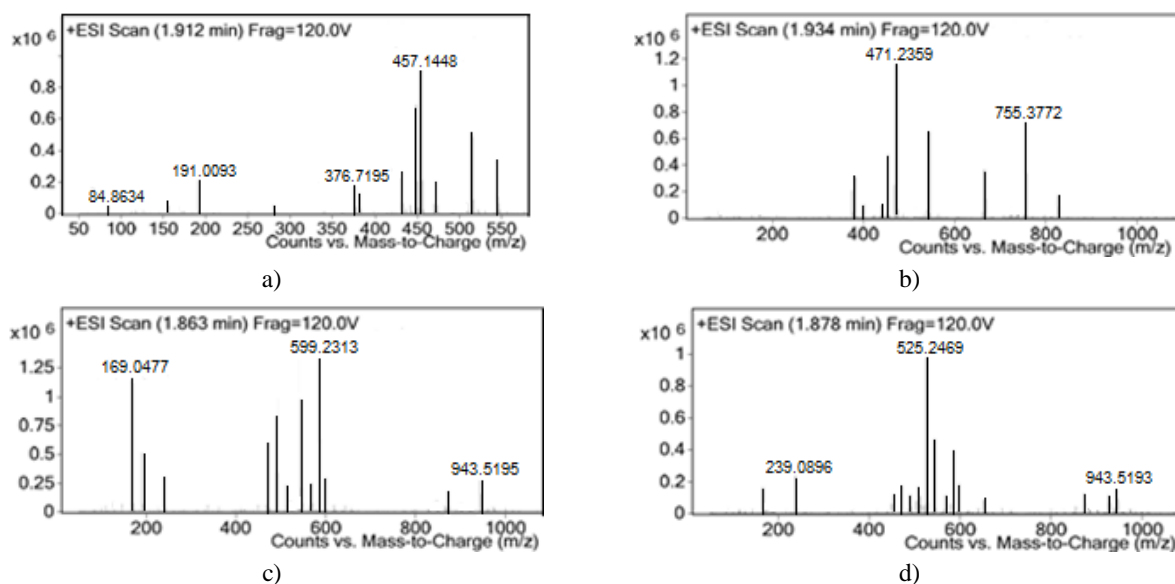 x10 6 +ESI Scan (1.912 min) Frag=120.0V
457.1448
0.8
0.6
0.4
191.0093 376.7195
0.2 84.8634
0
50 100 150 200 250 300 350 400 450 500 550
Counts vs. Mass-to-Charge (m/z)
a)
x10 6 +ESI Scan (1.934 min) Frag=120.0V
471.2359
1.2
1
755.3772
0.8
0.6
0.4
0.2
0
200 400 600 800 1000
Counts vs. Mass-to-Charge (m/z)
b)
x10 6 +ESI Scan (1.863 min) Frag=120.0V
599.2313
1.25 169.0477
1
0.75
0.5
943.5195
0.25
0
200 400 600 800 1000
Counts vs. Mass-to-Charge (m/z)
c)
x10 6 +ESI Scan (1.878 min) Frag=120.0V
525.2469
1
0.8
0.6
0.4
239.0896 943.5193
0.2
0
200 400 600 800 1000
Counts vs. Mass-to-Charge (m/z)
d)